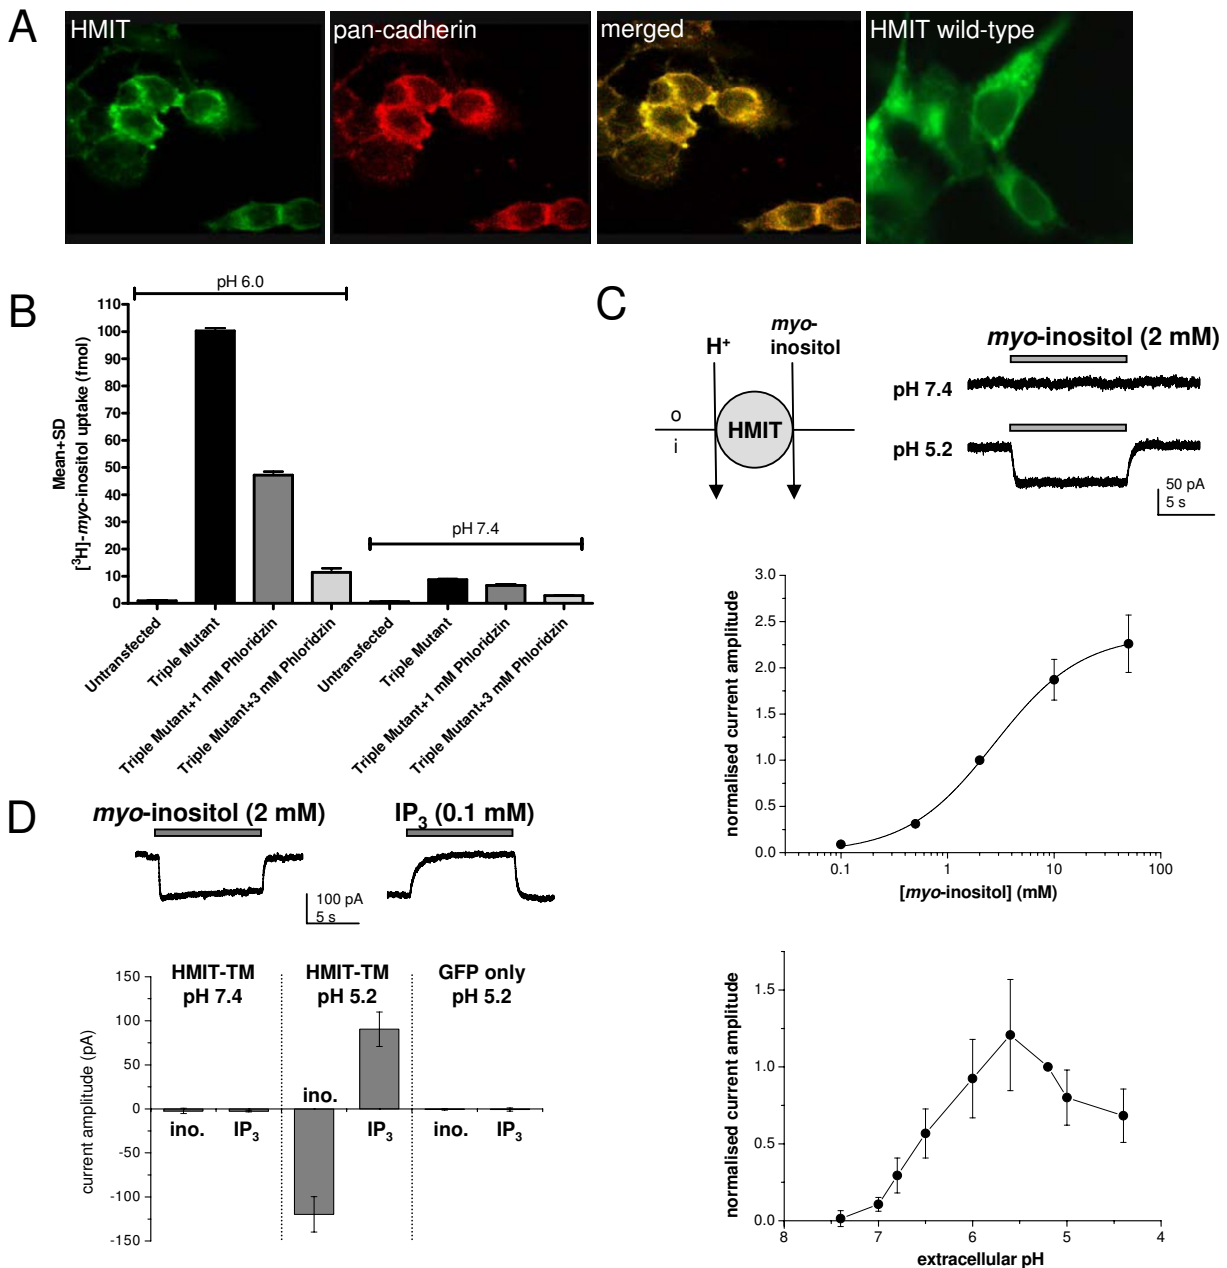 A
HMIT
pan-cadherin
merged
HMIT wild-type
B
pH 6.0
Mean+SD
[³H]-myo-inositol uptake (fmol)
110
100
90
80
70
60
50
40
30
20
10
0
pH 7.4
Untransfected
Triple Mutant
Triple Mutant+1 mM Phloridzin
Triple Mutant+3 mM Phloridzin
Untransfected
Triple Mutant
Triple Mutant+1 mM Phloridzin
Triple Mutant+3 mM Phloridzin
C
H⁺
myo-
inositol
o
i
HMIT
myo-inositol (2 mM)
pH 7.4
pH 5.2
50 pA
5 s
normalised current amplitude
3.0
2.5
2.0
1.5
1.0
0.5
0.0
0.1
1
10
100
[myo-inositol] (mM)
normalised current amplitude
1.5
1.0
0.5
0.0
8
7
6
5
4
extracellular pH
D
myo-inositol (2 mM)
IP₃ (0.1 mM)
100 pA
5 s
current amplitude (pA)
150
100
50
0
-50
-100
-150
HMIT-TM
pH 7.4
HMIT-TM
pH 5.2
GFP only
pH 5.2
ino.
IP₃
ino.
IP₃
ino.
IP₃